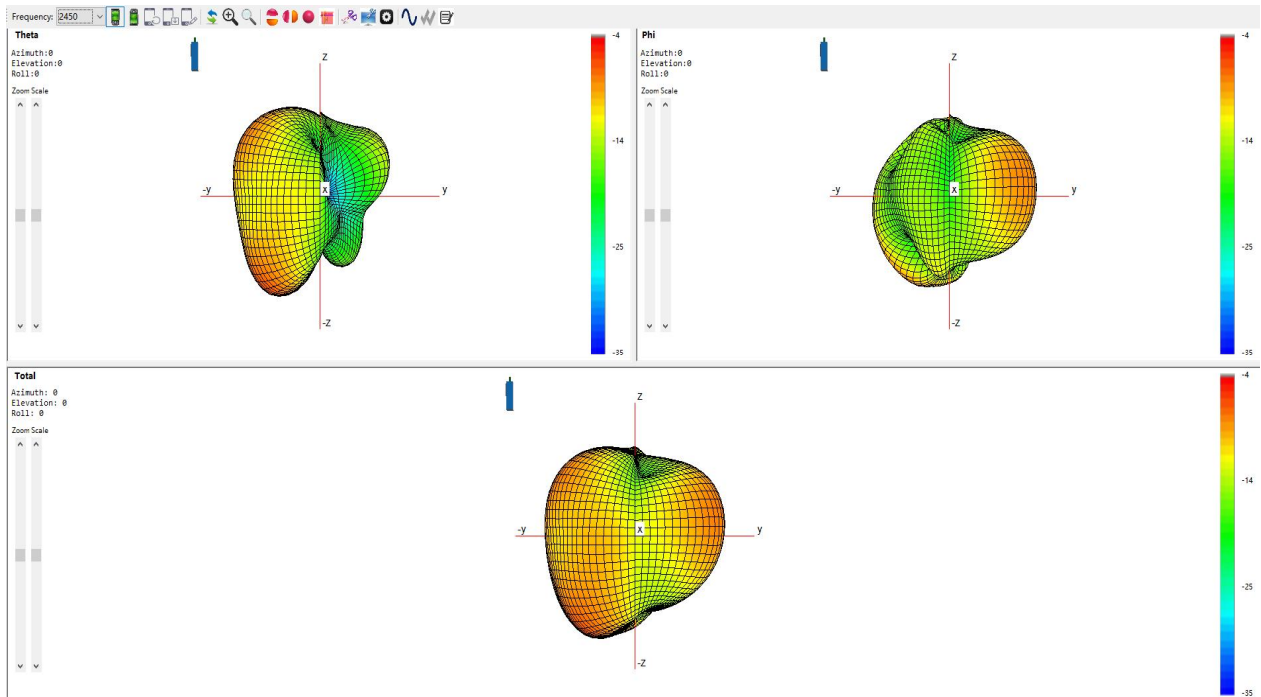 Frequency: 2450
Theta
Azimuth:0
Elevation:0
Roll:0
Zoom Scale
Z
-y
X
y
-Z
-4
-14
-25
-35
Phi
Azimuth:0
Elevation:0
Roll:0
Zoom Scale
Z
-y
X
y
-Z
-4
-14
-25
-35
Total
Azimuth: 0
Elevation: 0
Roll: 0
Zoom Scale
Z
-y
X
y
-Z
-4
-14
-25
-35